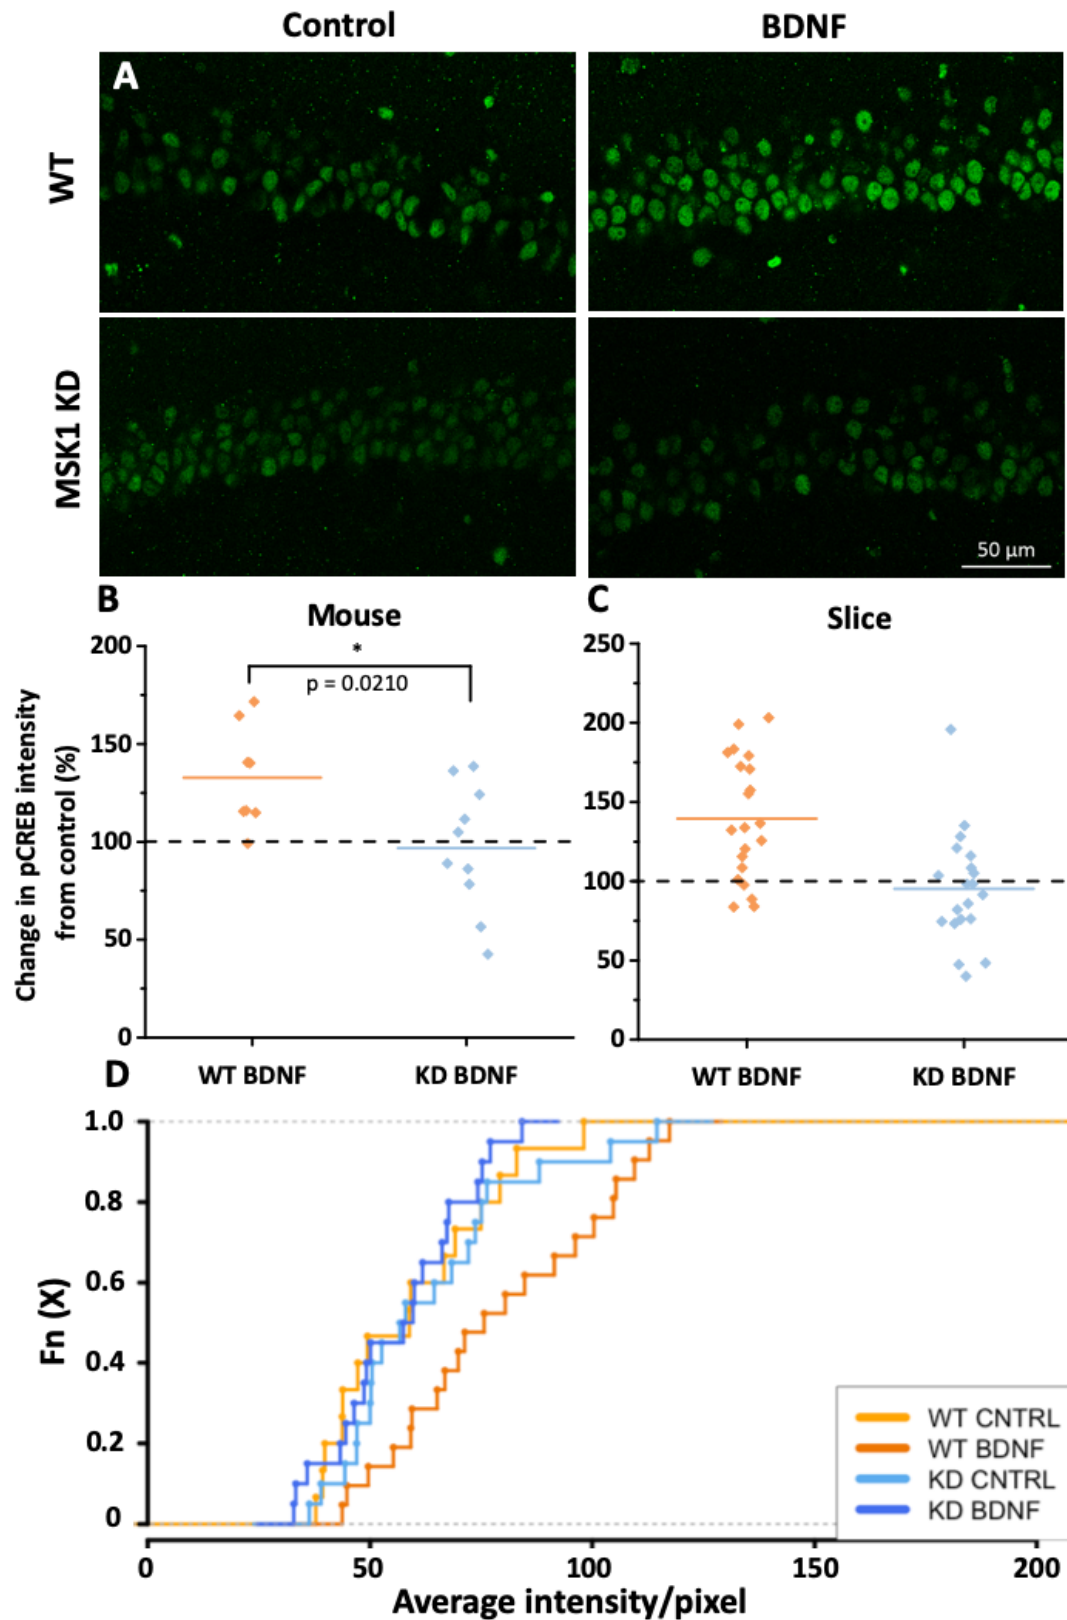 Control
BDNF
A
WT
MSK1 KD
50 µm
B
Mouse
Change in pCREB intensity
from control (%)
200
150
100
50
0
*
p = 0.0210
WT BDNF
KD BDNF
C
Slice
250
200
150
100
50
0
WT BDNF
KD BDNF
D
Fn (X)
1.0
0.8
0.6
0.4
0.2
0
0
50
100
150
200
Average intensity/pixel
WT CNTRL
WT BDNF
KD CNTRL
KD BDNF